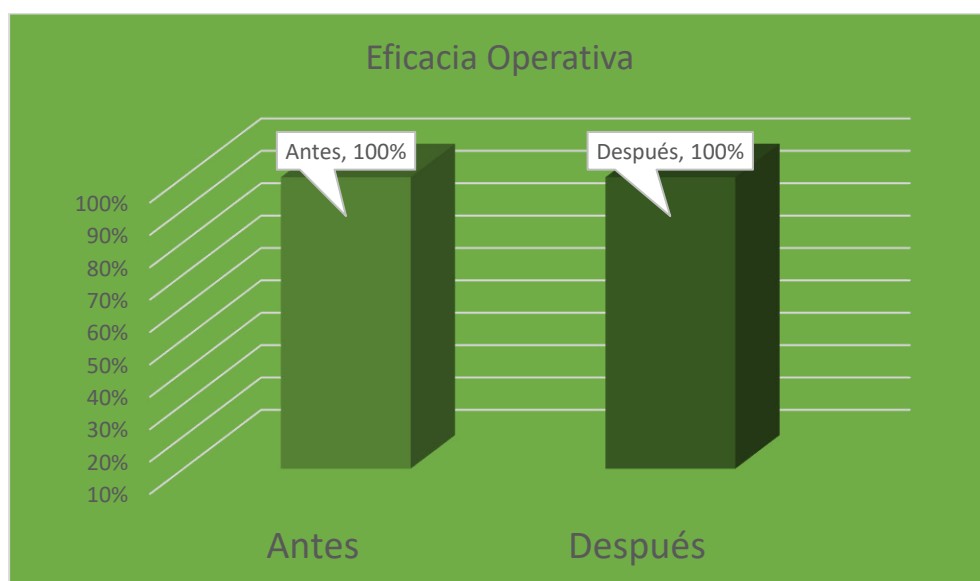 Eficacia Operativa
Antes, 100%
Después, 100%
100%
90%
80%
70%
60%
50%
40%
30%
20%
10%
Antes
Después